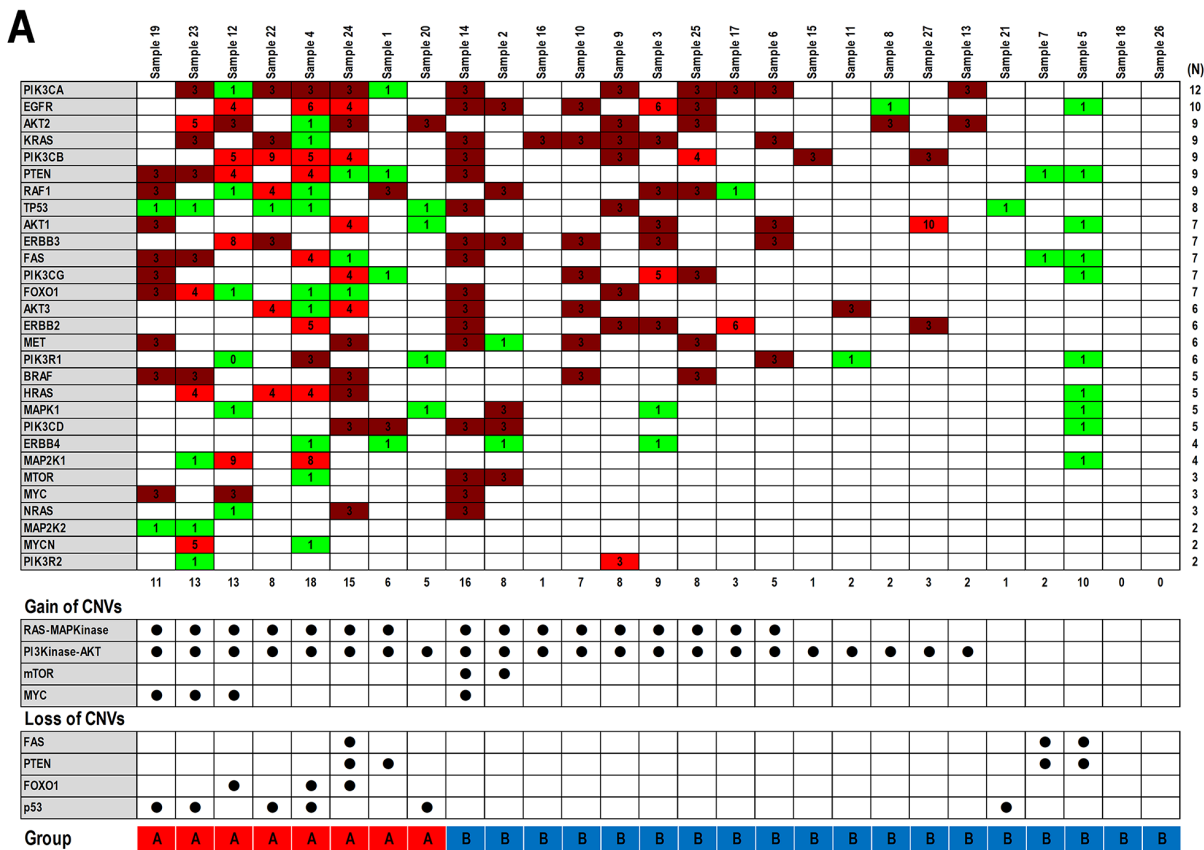 A
Sample 19 Sample 23 Sample 12 Sample 22 Sample 4 Sample 24 Sample 1 Sample 20 Sample 14 Sample 2 Sample 16 Sample 10 Sample 9 Sample 3 Sample 25 Sample 17 Sample 6 Sample 15 Sample 11 Sample 8 Sample 27 Sample 13 Sample 21 Sample 7 Sample 5 Sample 18 Sample 26 (N)
PIK3CA 3 1 3 3 3 1 3 3 3 3 3 3 12
EGFR 4 6 4 3 3 3 6 3 1 1 10
AKT2 5 3 1 3 3 3 3 3 3 9
KRAS 3 3 1 3 3 3 3 3 3 9
PIK3CB 5 9 5 4 3 3 4 3 3 9
PTEN 3 3 4 4 1 1 3 1 1 9
RAF1 3 1 4 1 3 3 3 3 1 9
TP53 1 1 1 1 1 3 3 1 8
AKT1 3 4 1 3 3 10 1 7
ERBB3 8 3 3 3 3 3 3 7
FAS 3 3 4 1 3 1 1 7
PIK3CG 3 4 1 3 5 3 1 7
FOXO1 3 4 1 1 1 3 3 7
AKT3 4 1 4 3 3 3 6
ERBB2 5 3 3 3 6 3 6
MET 3 3 3 1 3 3 6
PIK3R1 0 3 1 3 1 1 6
BRAF 3 3 3 3 3 5
HRAS 4 4 4 3 1 5
MAPK1 1 1 3 1 1 5
PIK3CD 3 3 3 3 1 5
ERBB4 1 1 1 1 4
MAP2K1 1 9 8 1 4
MTOR 1 3 3 3
MYC 3 3 3 3
NRAS 1 3 3 3
MAP2K2 1 1 2
MYCN 5 1 2
PIK3R2 1 3 2
11 13 13 8 18 15 6 5 16 8 1 7 8 9 8 3 5 1 2 2 3 2 1 2 10 0 0
Gain of CNVs
RAS-MAPKinase
PI3Kinase-AKT
mTOR
MYC
Loss of CNVs
FAS
PTEN
FOXO1
p53
Group A A A A A A A A B B B B B B B B B B B B B B B B B B B